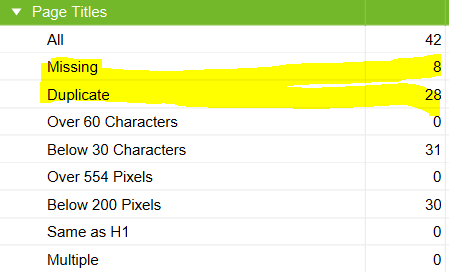 Page Titles
All 42
Missing 8
Duplicate 28
Over 60 Characters 0
Below 30 Characters 31
Over 554 Pixels 0
Below 200 Pixels 30
Same as H1 0
Multiple 0